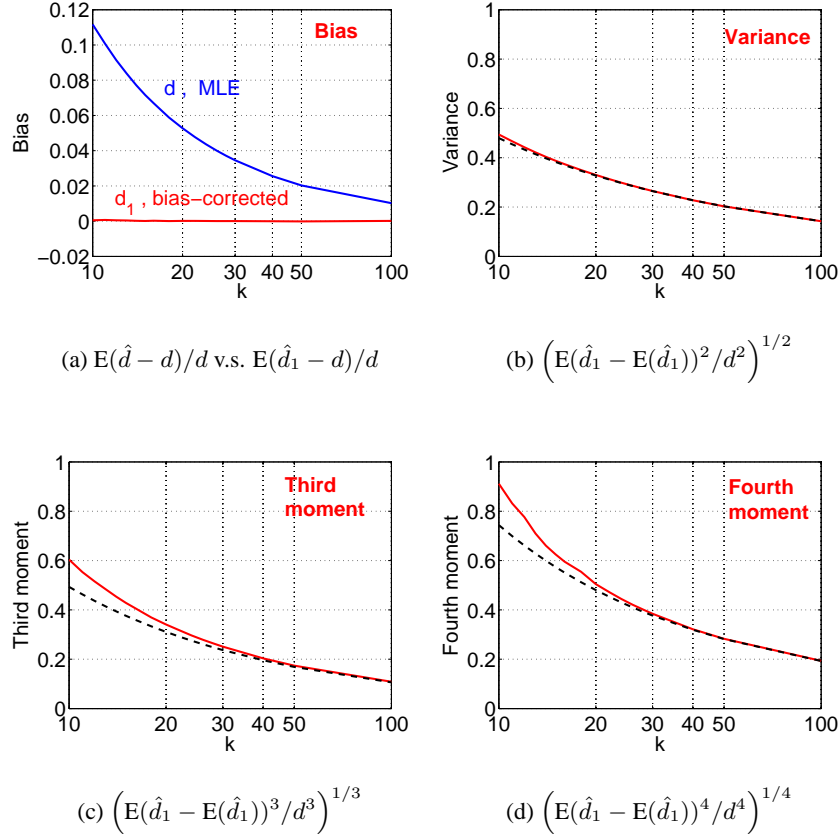 Bias
0.12
0.1
0.08
0.06
0.04
0.02
0
−0.02
Bias
d , MLE
d1 , bias−corrected
10 20 30 40 50 100
k
(a) E(d̂ − d)/d v.s. E(d̂1 − d)/d
Variance
1
0.8
0.6
0.4
0.2
0
Variance
10 20 30 40 50 100
k
(b) (E(d̂1 − E(d̂1))^2/d^2)^1/2
Third moment
1
0.8
0.6
0.4
0.2
0
Third
moment
10 20 30 40 50 100
k
(c) (E(d̂1 − E(d̂1))^3/d^3)^1/3
Fourth moment
1
0.8
0.6
0.4
0.2
0
Fourth
moment
10 20 30 40 50 100
k
(d) (E(d̂1 − E(d̂1))^4/d^4)^1/4